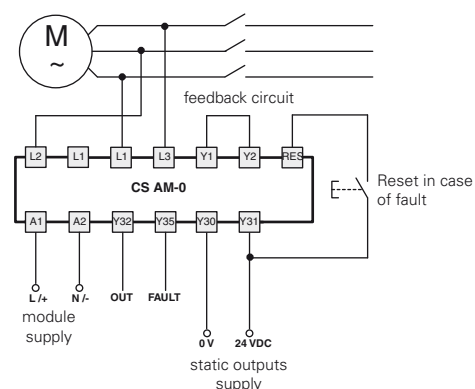 M
~
feedback circuit
L2 L1 L1 L3 Y1 Y2 RES
CS AM-0
Reset in case
of fault
A1 A2 Y32 Y35 Y30 Y31
L /+ N /- OUT FAULT
module
supply
0 V 24 VDC
static outputs
supply